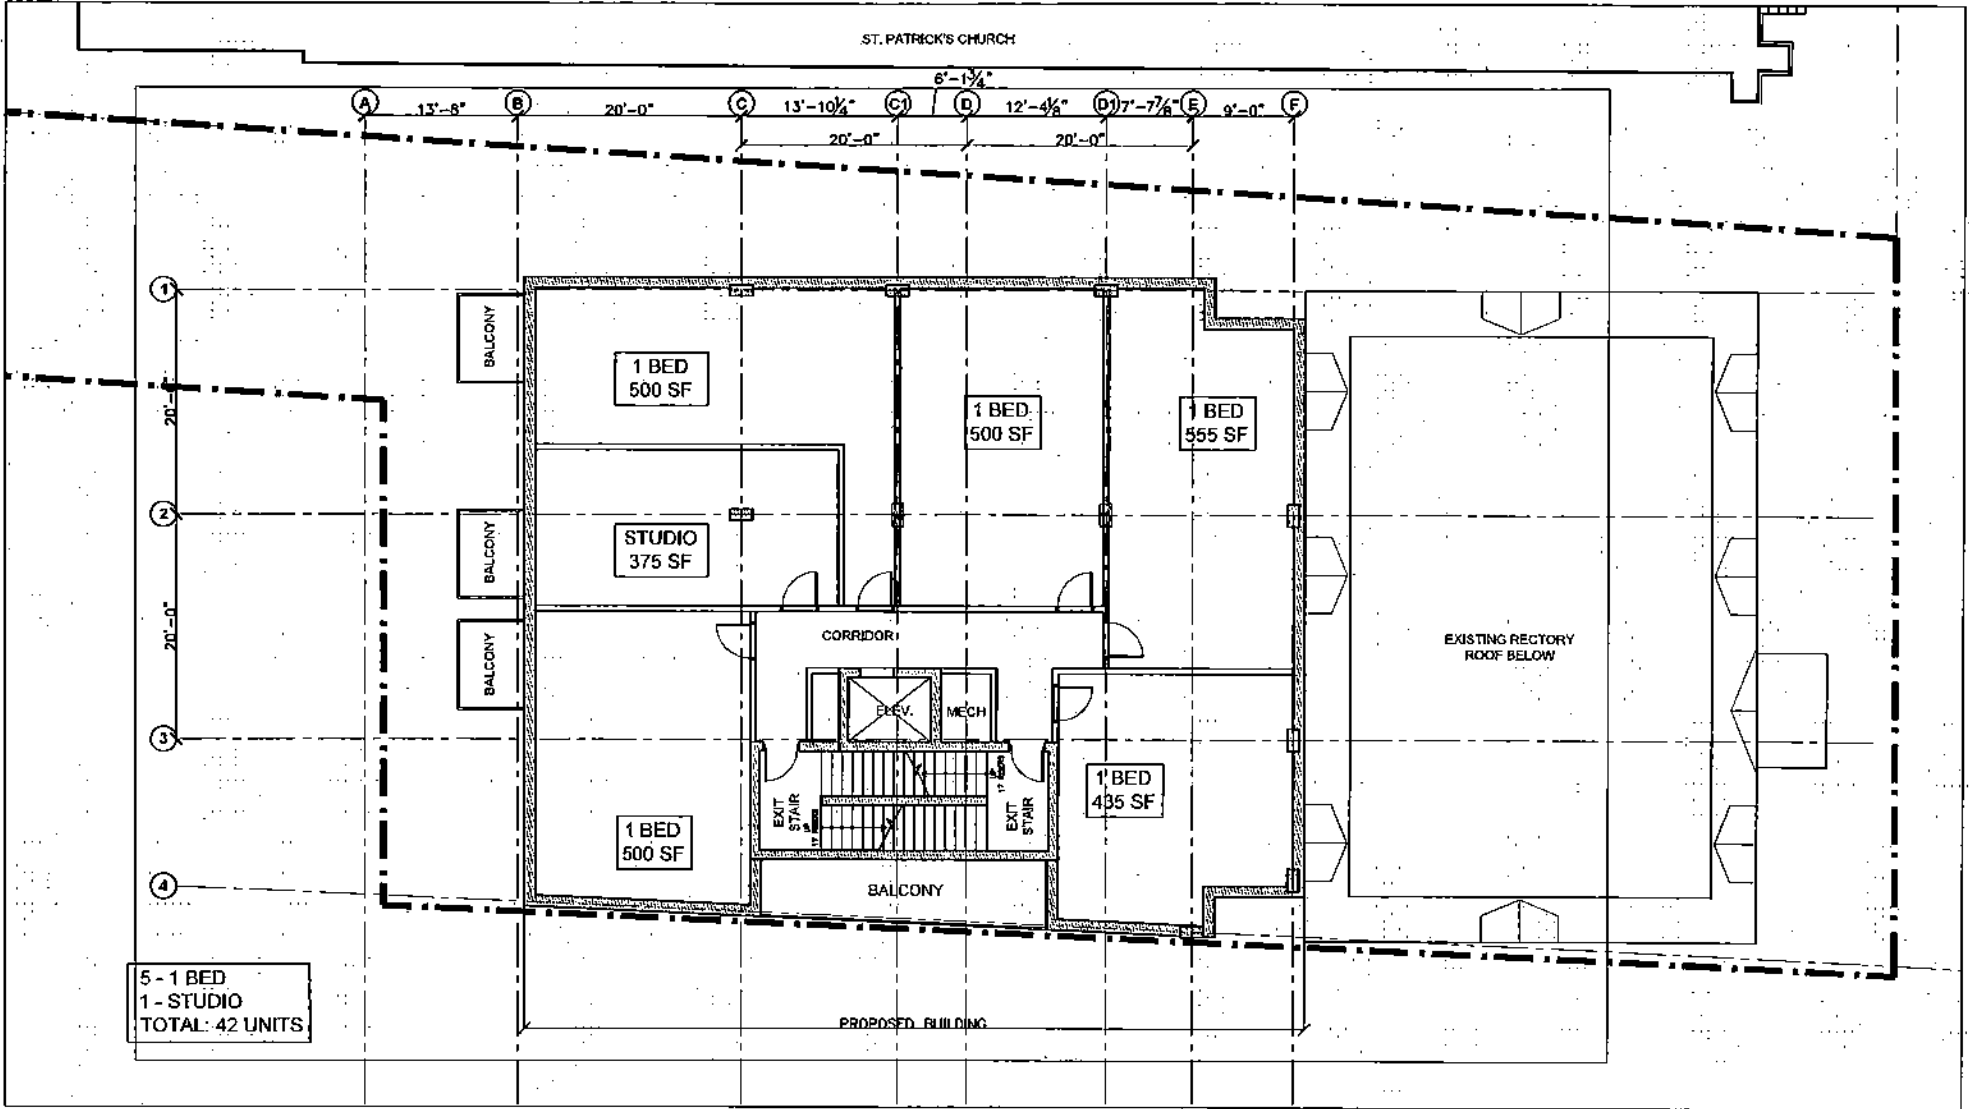 ST. PATRICK'S CHURCH
6'-1¾"
A
13'-8"
B
20'-0"
C
13'-10¼"
C1
D
12'-4⅛"
D1
7'-7⅞"
E
9'-0"
F
20'-0"
20'-0"
1
BALCONY
1 BED
500 SF
1 BED
500 SF
1 BED
555 SF
2
BALCONY
STUDIO
375 SF
20'-0"
BALCONY
CORRIDOR
EXISTING RECTORY
ROOF BELOW
ELEV.
MECH
3
EXIT
STAIR
EXIT
STAIR
1 BED
435 SF
1 BED
500 SF
4
BALCONY
5 - 1 BED
1 - STUDIO
TOTAL: 42 UNITS
PROPOSED BUILDING